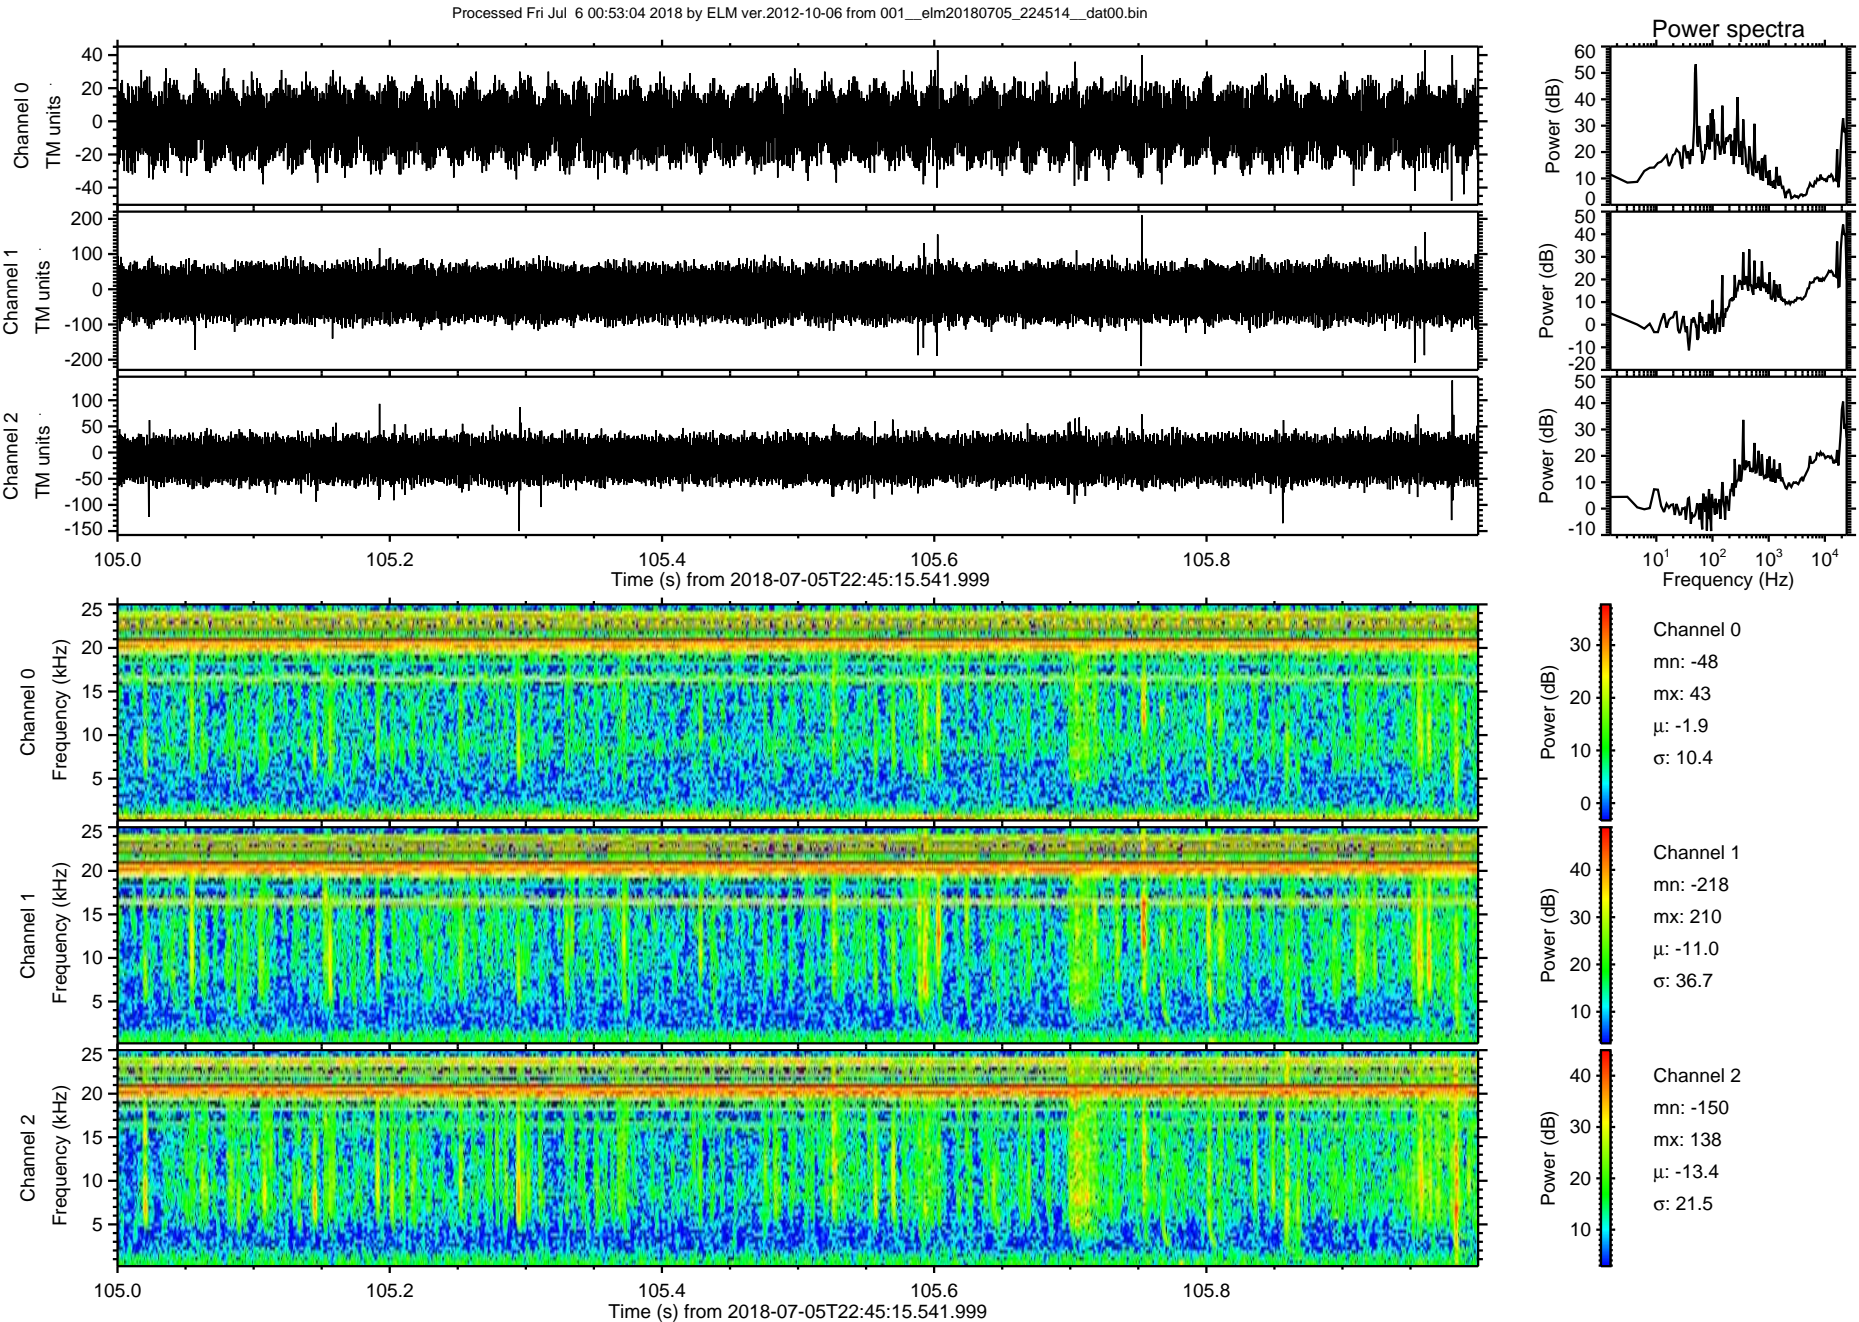 Processed Fri Jul  6 00:53:04 2018 by ELM ver.2012-10-06 from 001__elm20180705_224514__dat00.bin
Power spectra
Channel 0
TM units
40
20
0
-20
-40
Power (dB)
60
50
40
30
20
10
0
Channel 1
TM units
200
100
0
-100
-200
Power (dB)
50
40
30
20
10
0
-10
-20
Channel 2
TM units
100
50
0
-50
-100
-150
Power (dB)
50
40
30
20
10
0
-10
105.0 105.2 105.4 105.6 105.8
Time (s) from 2018-07-05T22:45:15.541.999
10^1 10^2 10^3 10^4
Frequency (Hz)
Channel 0
Frequency (kHz)
25
20
15
10
5
Power (dB)
30
20
10
0
Channel 0
mn: -48
mx: 43
μ: -1.9
σ: 10.4
Channel 1
Frequency (kHz)
25
20
15
10
5
Power (dB)
40
30
20
10
Channel 1
mn: -218
mx: 210
μ: -11.0
σ: 36.7
Channel 2
Frequency (kHz)
25
20
15
10
5
Power (dB)
40
30
20
10
Channel 2
mn: -150
mx: 138
μ: -13.4
σ: 21.5
105.0 105.2 105.4 105.6 105.8
Time (s) from 2018-07-05T22:45:15.541.999